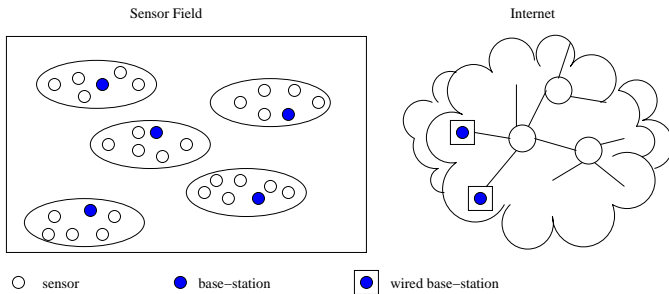 Sensor Field
Internet
sensor
base−station
wired base-station